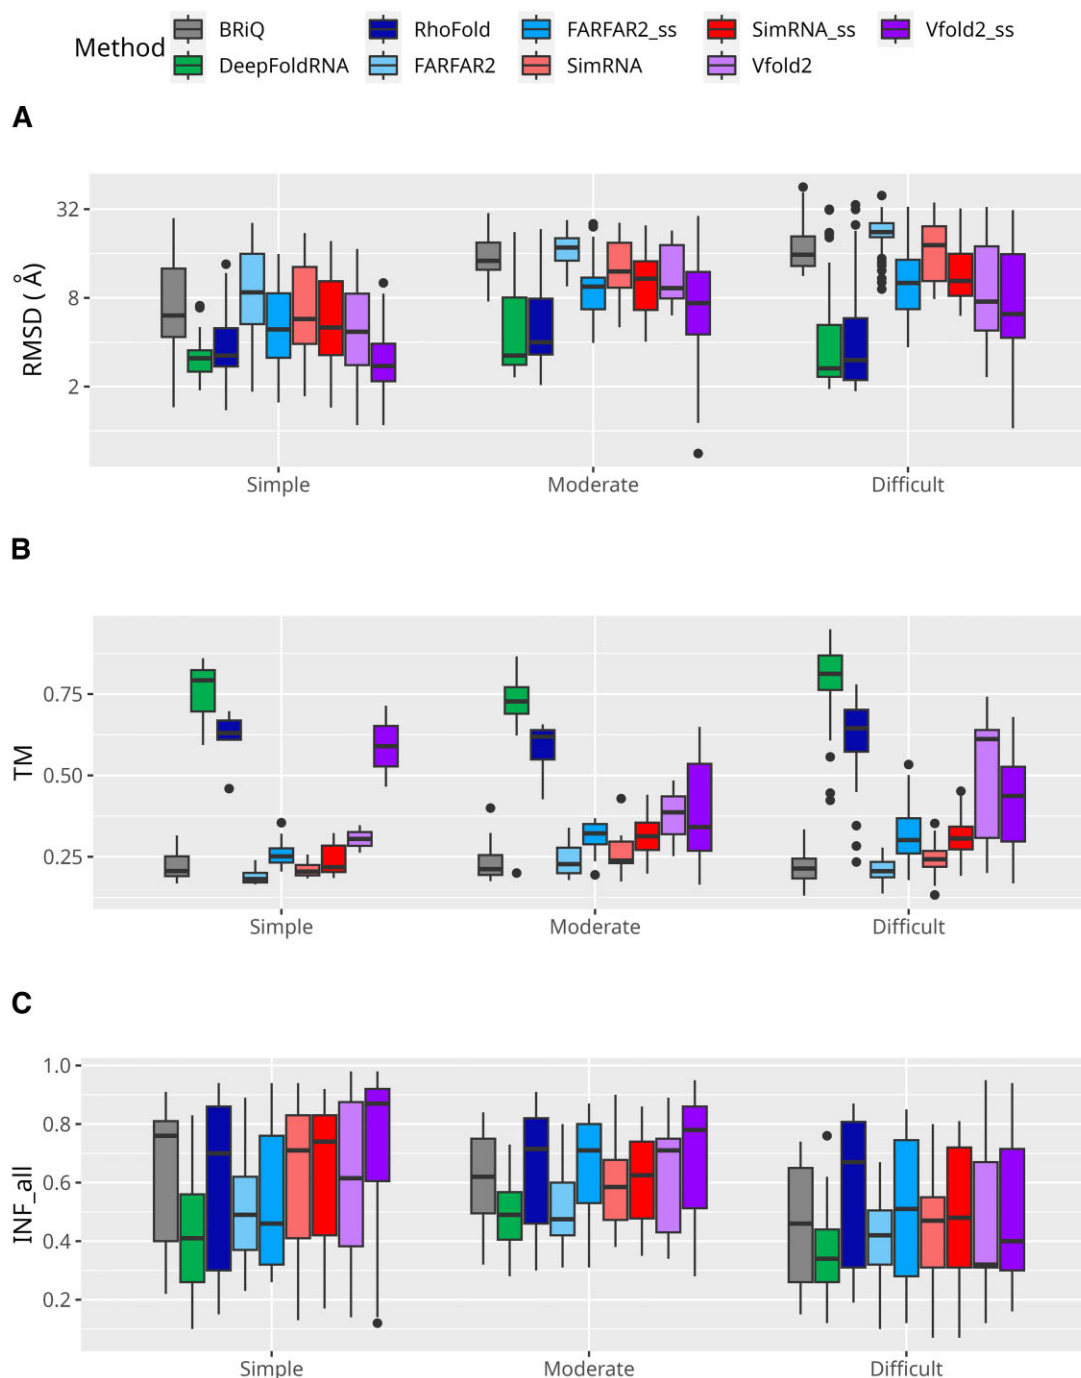 Method BRiQ RhoFold FARFAR2_ss SimRNA_ss Vfold2_ss
DeepFoldRNA FARFAR2 SimRNA Vfold2
A
RMSD ( Å)
32
8
2
Simple Moderate Difficult
B
TM
0.75
0.50
0.25
Simple Moderate Difficult
C
INF_all
1.0
0.8
0.6
0.4
0.2
Simple Moderate Difficult